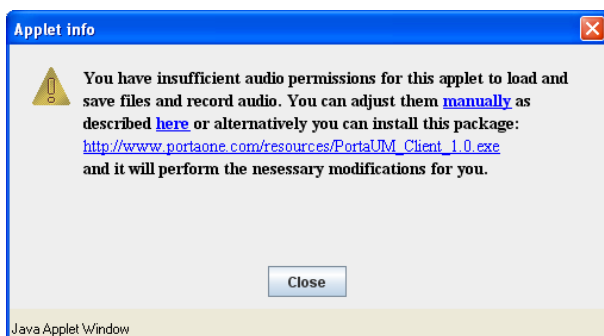 Applet info
You have insufficient audio permissions for this applet to load and
save files and record audio. You can adjust them manually as
described here or alternatively you can install this package:
http://www.portaone.com/resources/PortaUM_Client_1.0.exe
and it will perform the nesessary modifications for you.
Close
Java Applet Window